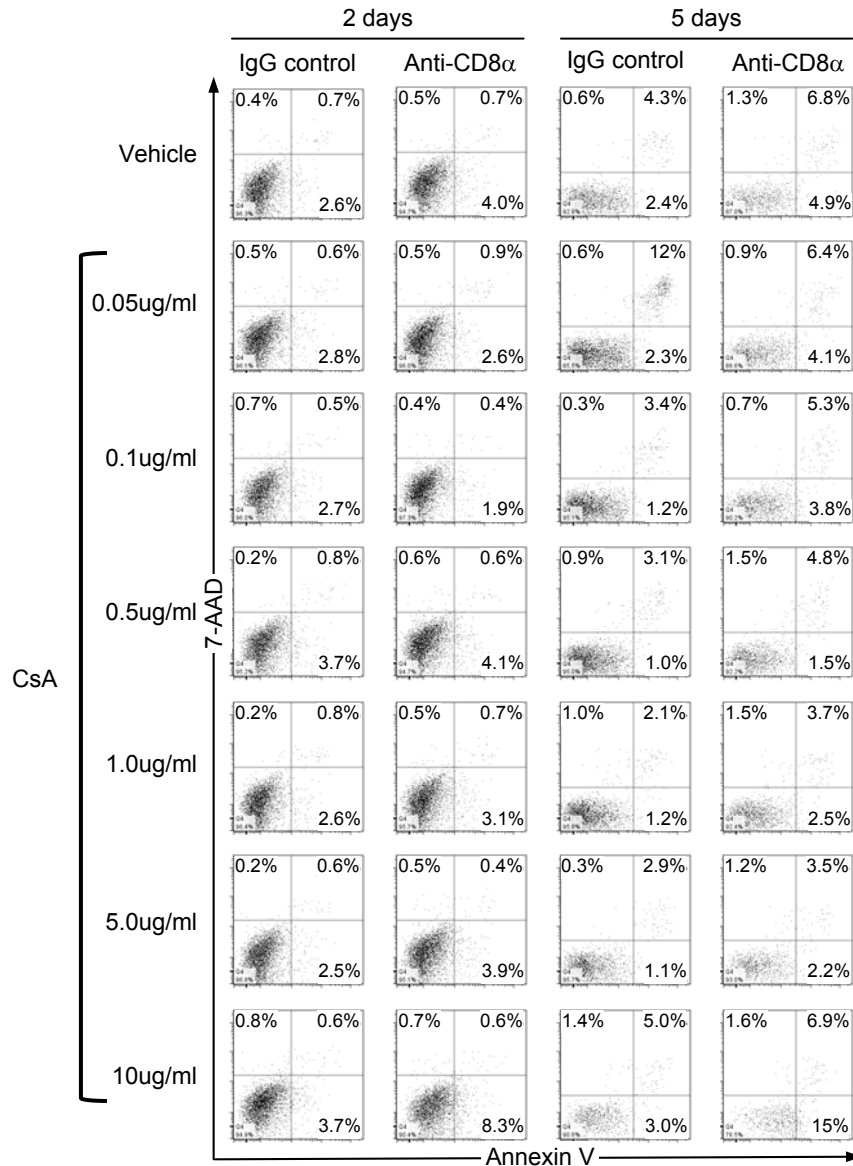 2 days 5 days
IgG control Anti-CD8α IgG control Anti-CD8α
0.4% 0.7% 0.5% 0.7% 0.6% 4.3% 1.3% 6.8%
Vehicle
2.6% 4.0% 2.4% 4.9%
0.5% 0.6% 0.5% 0.9% 0.6% 12% 0.9% 6.4%
0.05ug/ml
2.8% 2.6% 2.3% 4.1%
0.7% 0.5% 0.4% 0.4% 0.3% 3.4% 0.7% 5.3%
0.1ug/ml
2.7% 1.9% 1.2% 3.8%
0.2% 0.8% 0.6% 0.6% 0.9% 3.1% 1.5% 4.8%
0.5ug/ml
7-AAD
3.7% 4.1% 1.0% 1.5%
CsA
0.2% 0.8% 0.5% 0.7% 1.0% 2.1% 1.5% 3.7%
1.0ug/ml
2.6% 3.1% 1.2% 2.5%
0.2% 0.6% 0.5% 0.4% 0.3% 2.9% 1.2% 3.5%
5.0ug/ml
2.5% 3.9% 1.1% 2.2%
0.8% 0.6% 0.7% 0.6% 1.4% 5.0% 1.6% 6.9%
10ug/ml
3.7% 8.3% 3.0% 15%
Annexin V